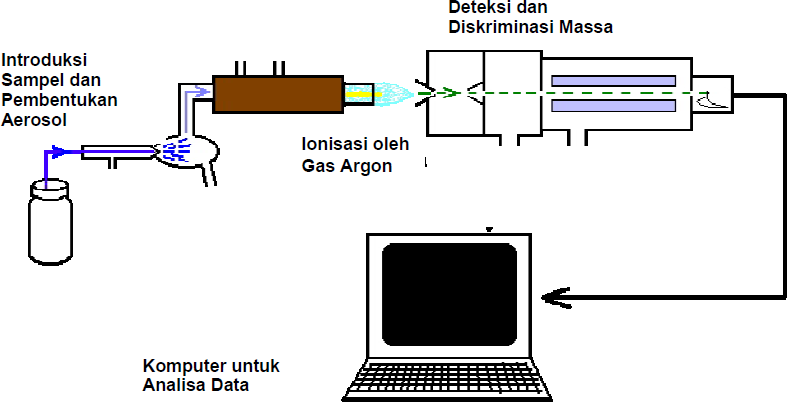 Introduksi
Sampel dan
Pembentukan
Aerosol
Deteksi dan
Diskriminasi Massa
Ionisasi oleh
Gas Argon
Komputer untuk
Analisa Data